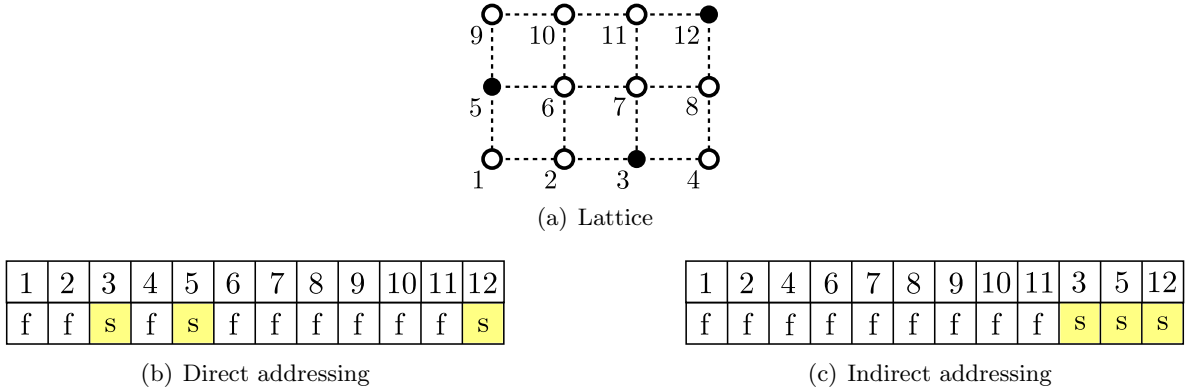 9 10 11 12
5 6 7 8
1 2 3 4
(a) Lattice
1 2 3 4 5 6 7 8 9 10 11 12
f f s f s f f f f f f s
(b) Direct addressing
1 2 4 6 7 8 9 10 11 3 5 12
f f f f f f f f f s s s
(c) Indirect addressing